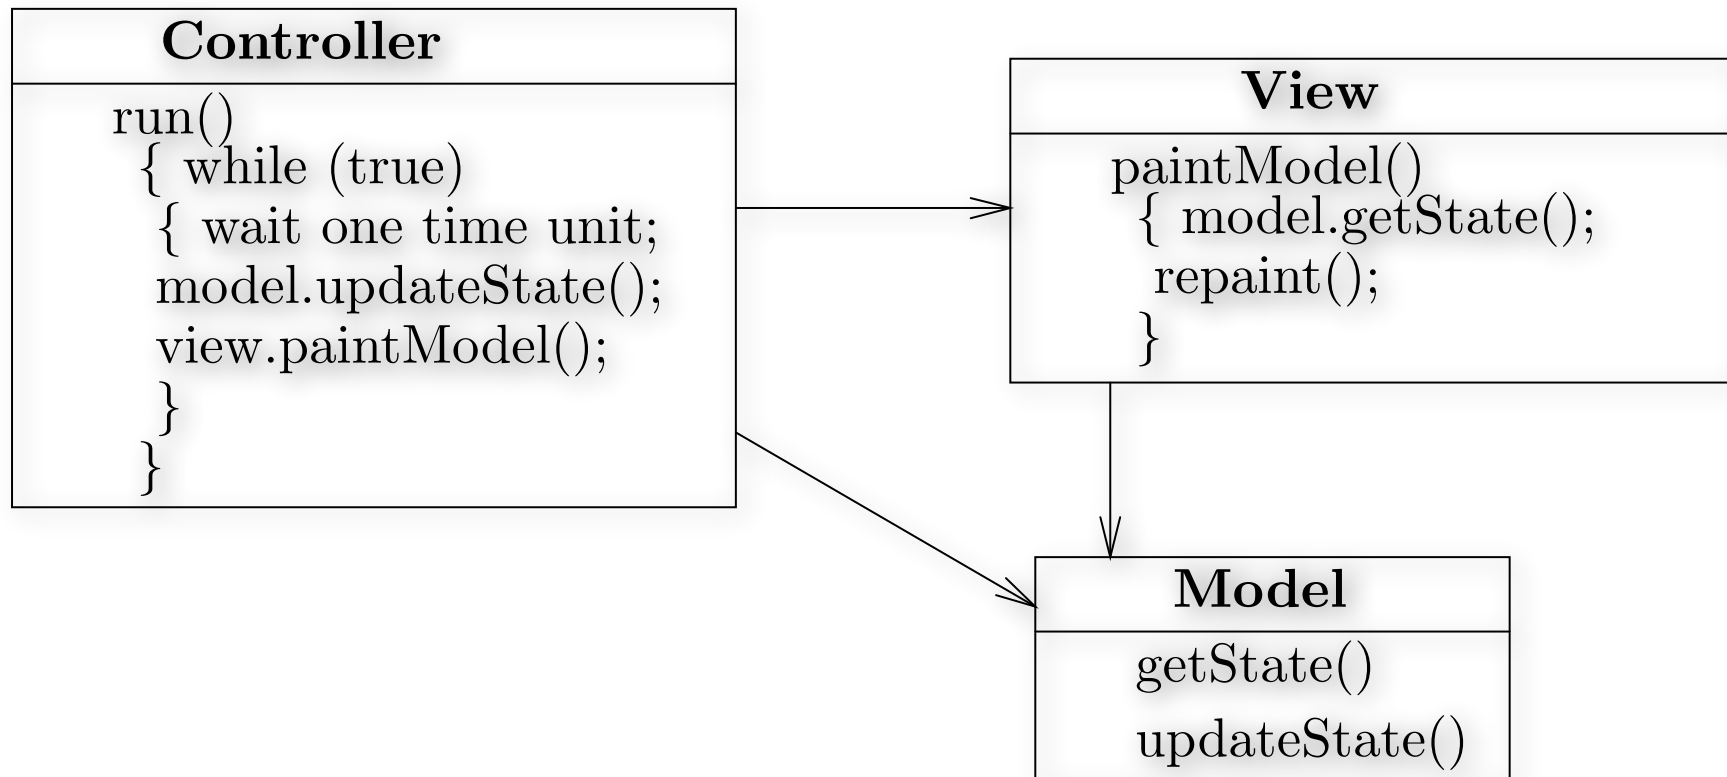 Controller
run()
{ while (true)
{ wait one time unit;
model.updateState();
view.paintModel();
}
}
View
paintModel()
{ model.getState();
repaint();
}
Model
getState()
updateState()